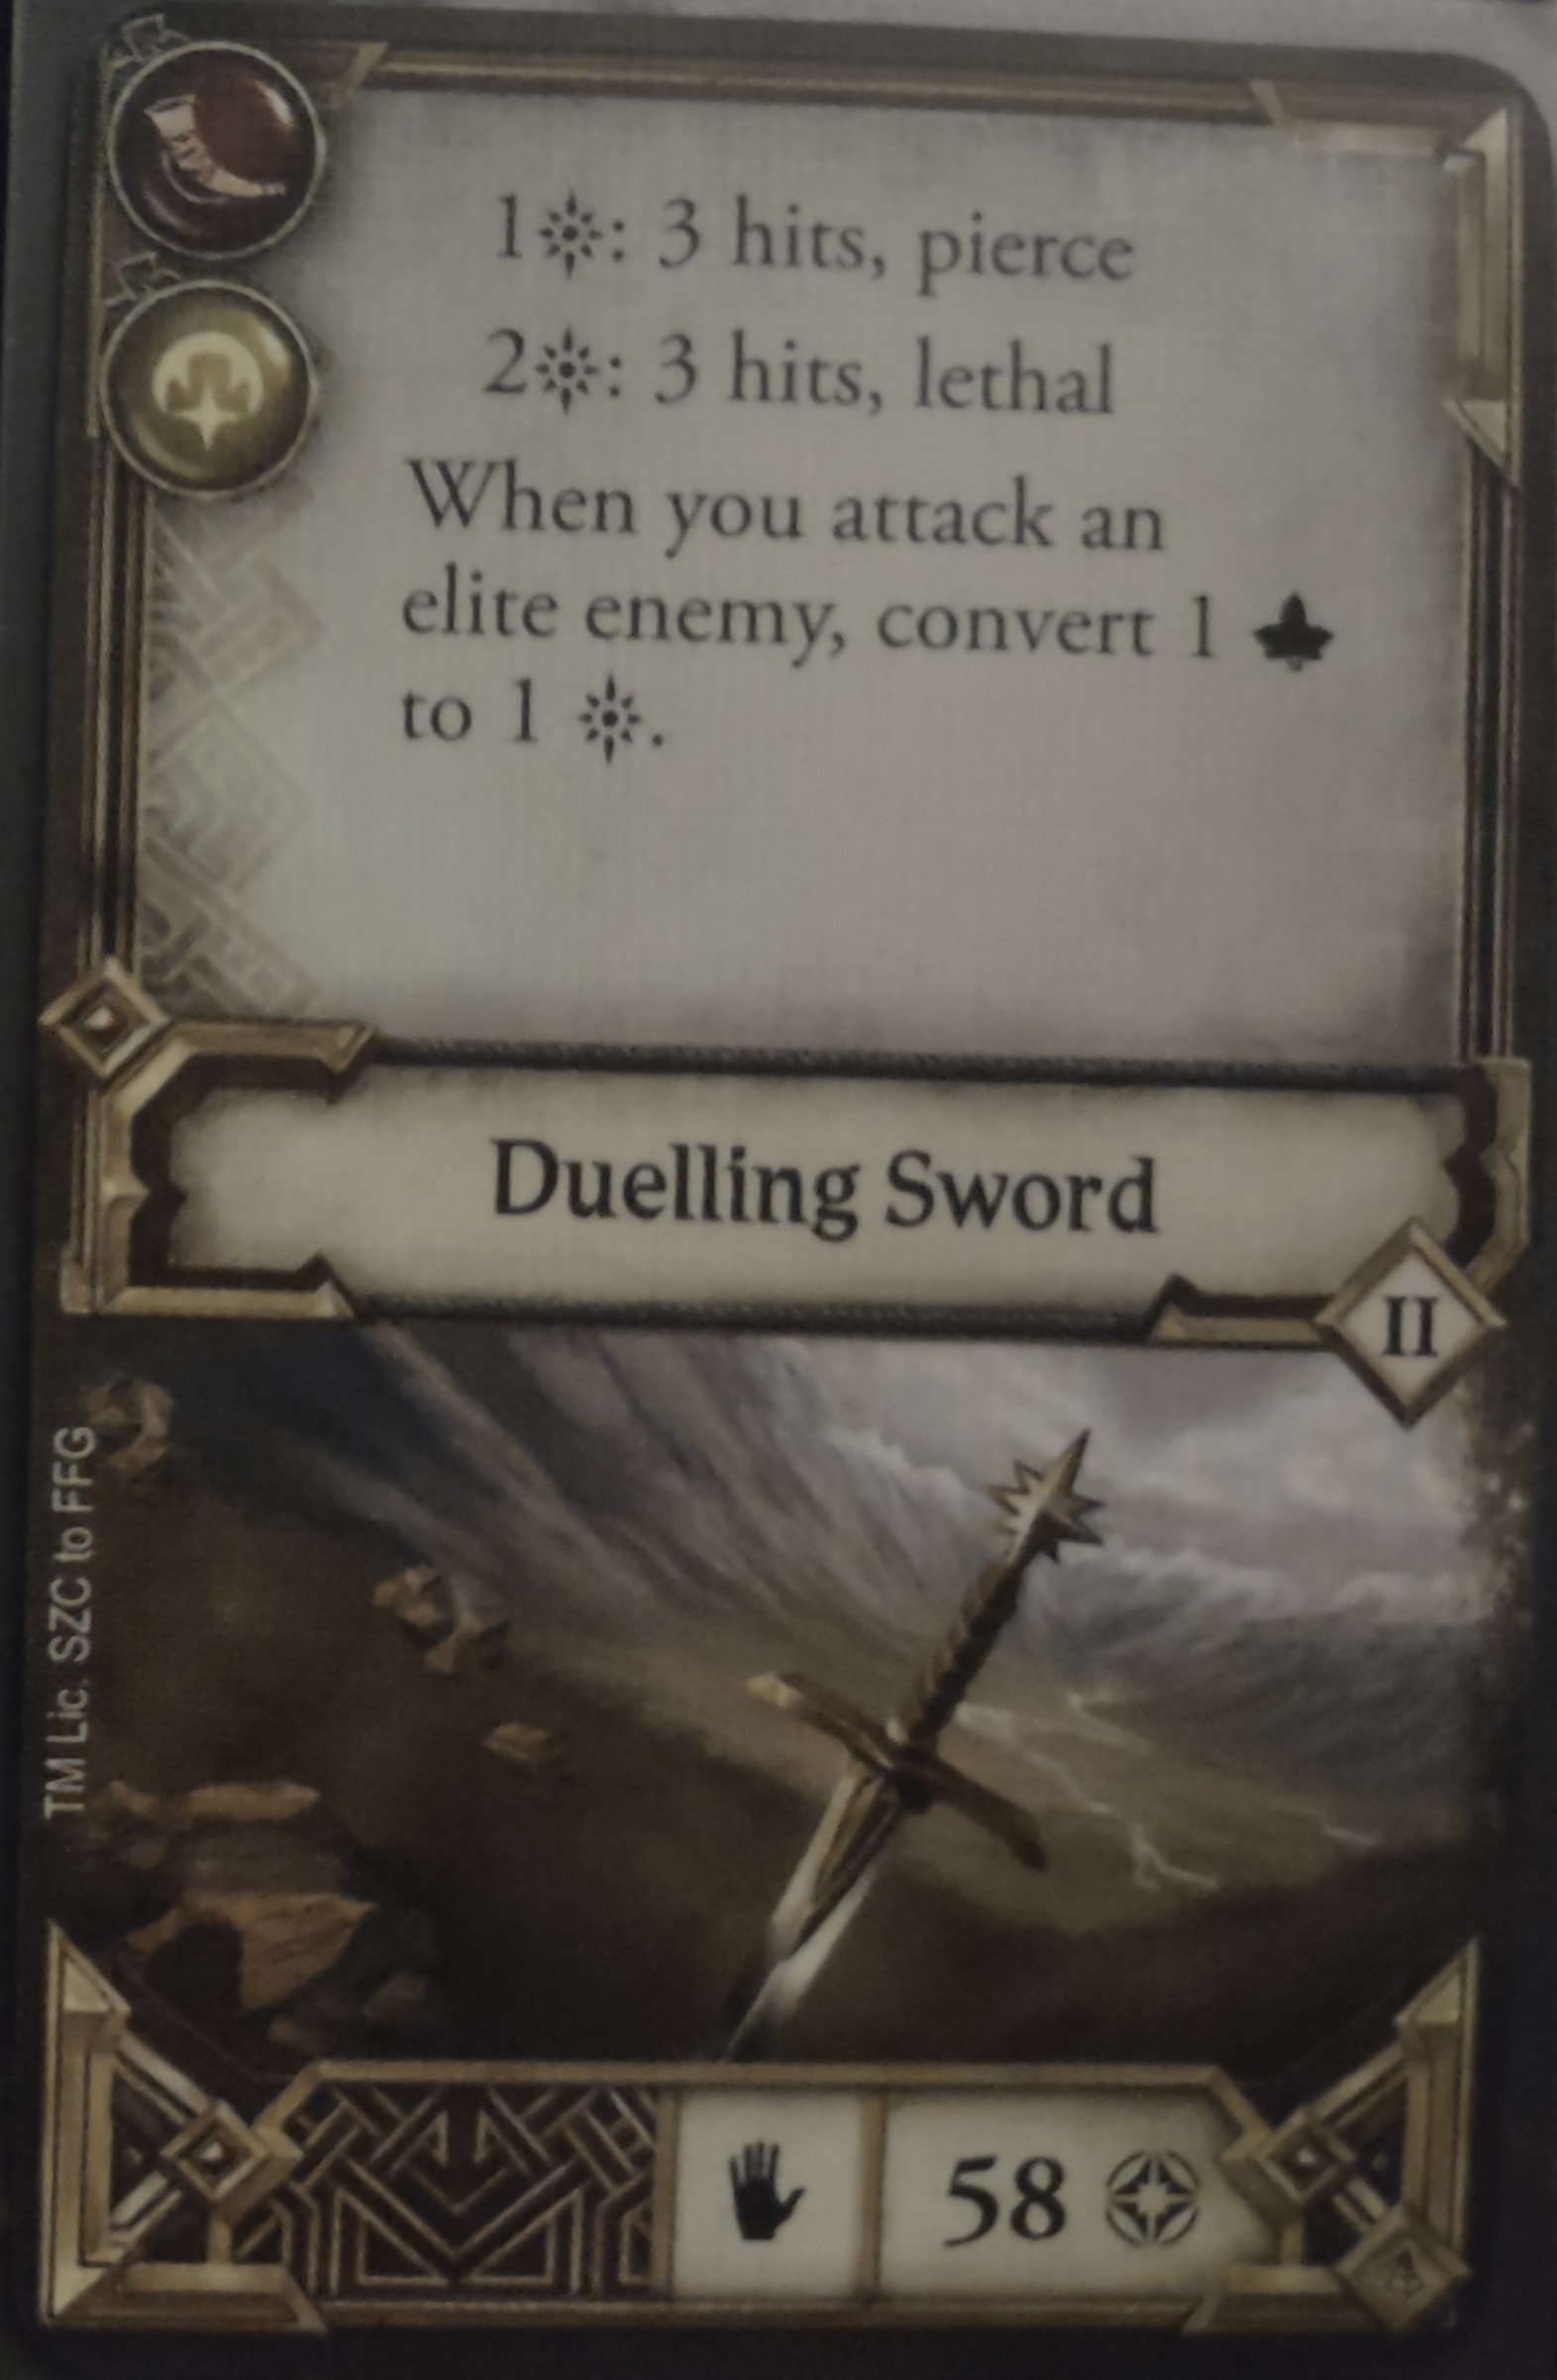 1: 3 hits, pierce
2: 3 hits, lethal
When you attack an
elite enemy, convert 1
to 1 .
Duelling Sword
II
TM Lic. SZC to FFG
58